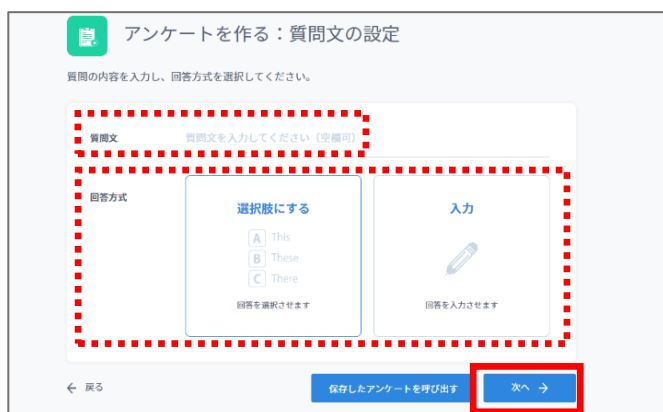 アンケートを作る：質問文の設定
質問の内容を入力し、回答方式を選択してください。
質問文
質問文を入力してください（空欄可）
回答方式
選択肢にする
A This
B These
C There
回答を選択させます
入力
回答を入力させます
← 戻る
保存したアンケートを呼び出す
次へ →